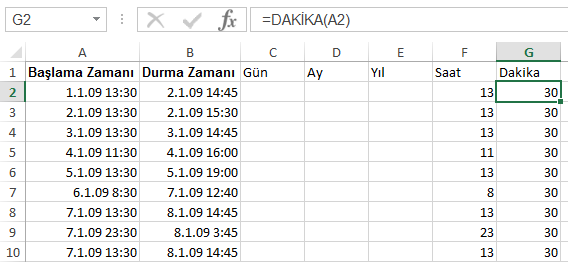 G2 fx =DAKİKA(A2)
A B C D E F G
1 Başlama Zamanı Durma Zamanı Gün Ay Yıl Saat Dakika
2 1.1.09 13:30 2.1.09 14:45 13 30
3 2.1.09 13:30 2.1.09 15:30 13 30
4 3.1.09 13:30 3.1.09 14:45 13 30
5 4.1.09 11:30 4.1.09 16:00 11 30
6 5.1.09 13:30 5.1.09 19:00 13 30
7 6.1.09 8:30 7.1.09 12:40 8 30
8 7.1.09 13:30 8.1.09 14:45 13 30
9 7.1.09 23:30 8.1.09 3:45 23 30
10 7.1.09 13:30 8.1.09 14:45 13 30